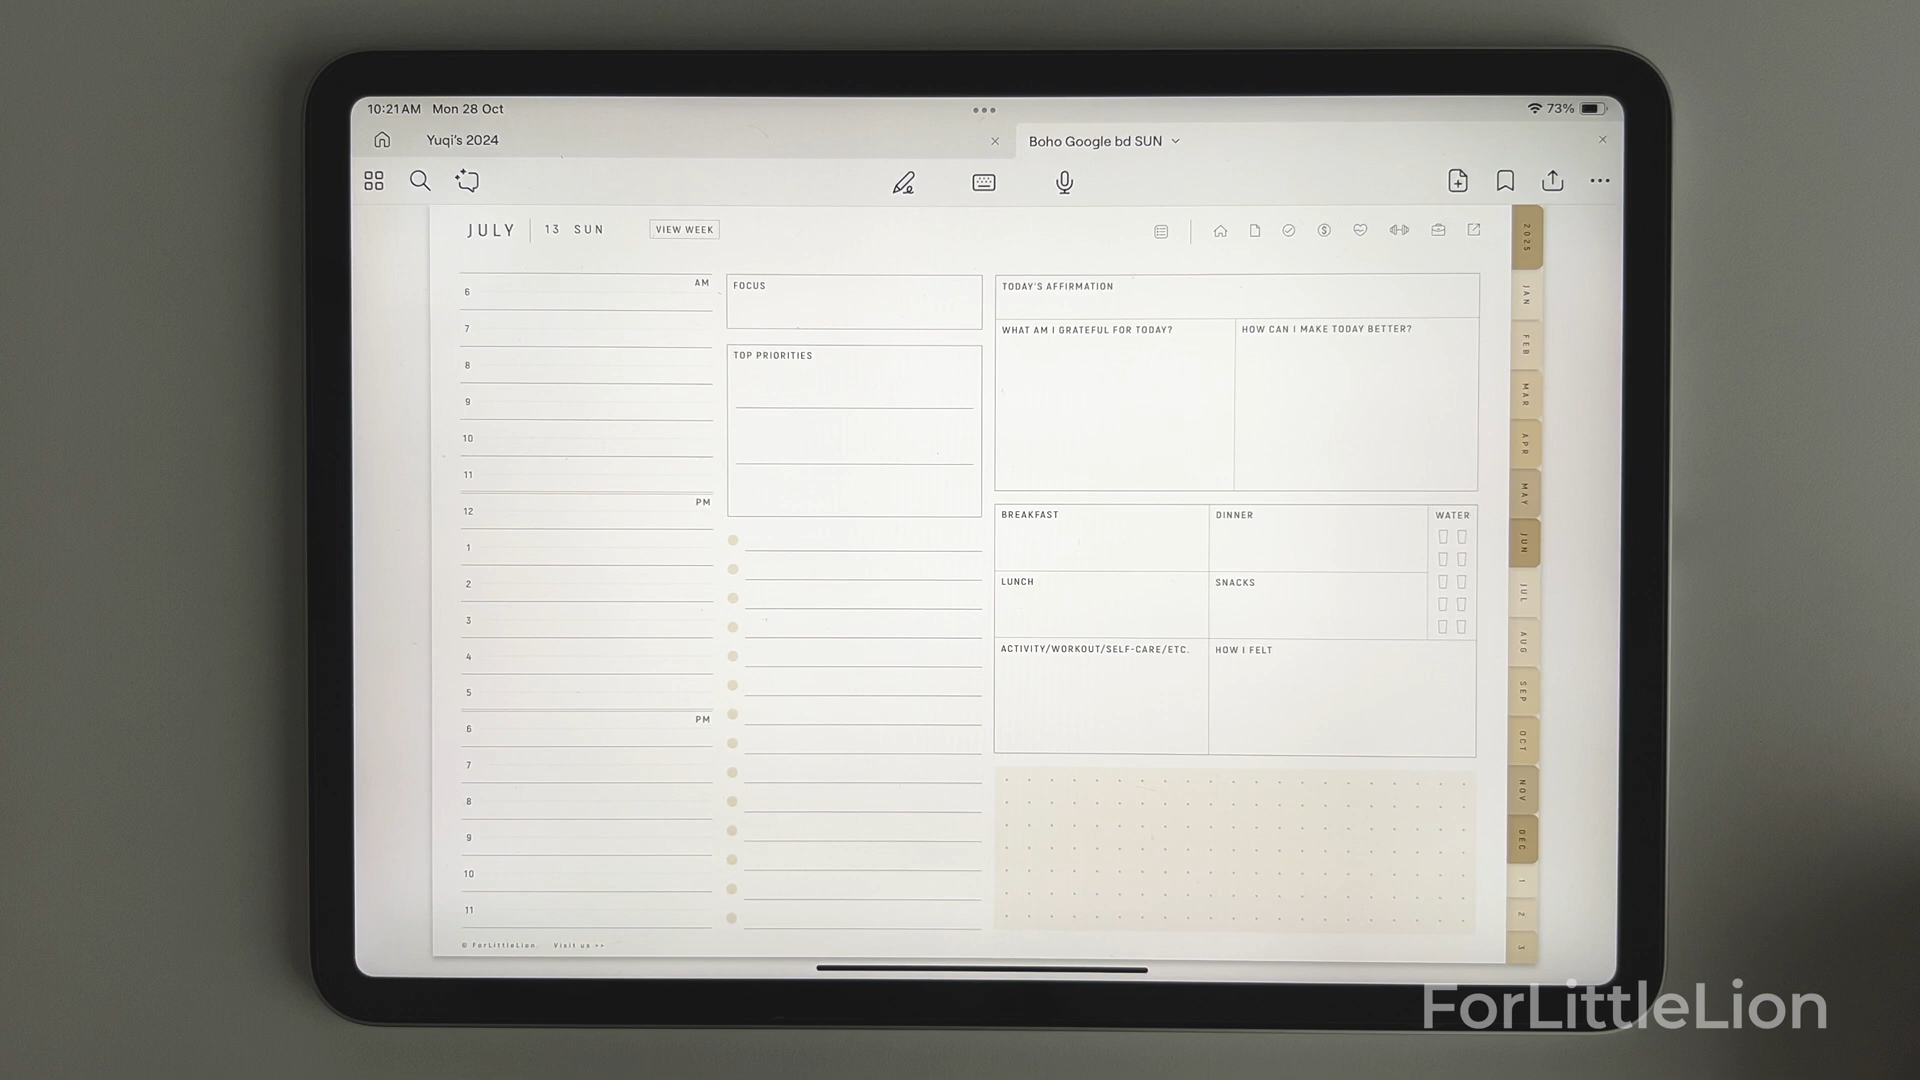 10:21AM Mon 28 Oct
73%
Yuqi's 2024
Boho Google bd SUN
JULY 13 SUN VIEW WEEK
AM
6
7
8
9
10
11
PM
12
1
2
3
4
5
PM
6
7
8
9
10
11
FOCUS
TOP PRIORITIES
TODAY'S AFFIRMATION
WHAT AM I GRATEFUL FOR TODAY?
HOW CAN I MAKE TODAY BETTER?
BREAKFAST
DINNER
WATER
LUNCH
SNACKS
ACTIVITY/WORKOUT/SELF-CARE/ETC.
HOW I FELT
2025
JAN
FEB
MAR
APR
MAY
JUN
JUL
AUG
SEP
OCT
NOV
DEC
1
2
3
© ForLittleLion Visit us >>
ForLittleLion